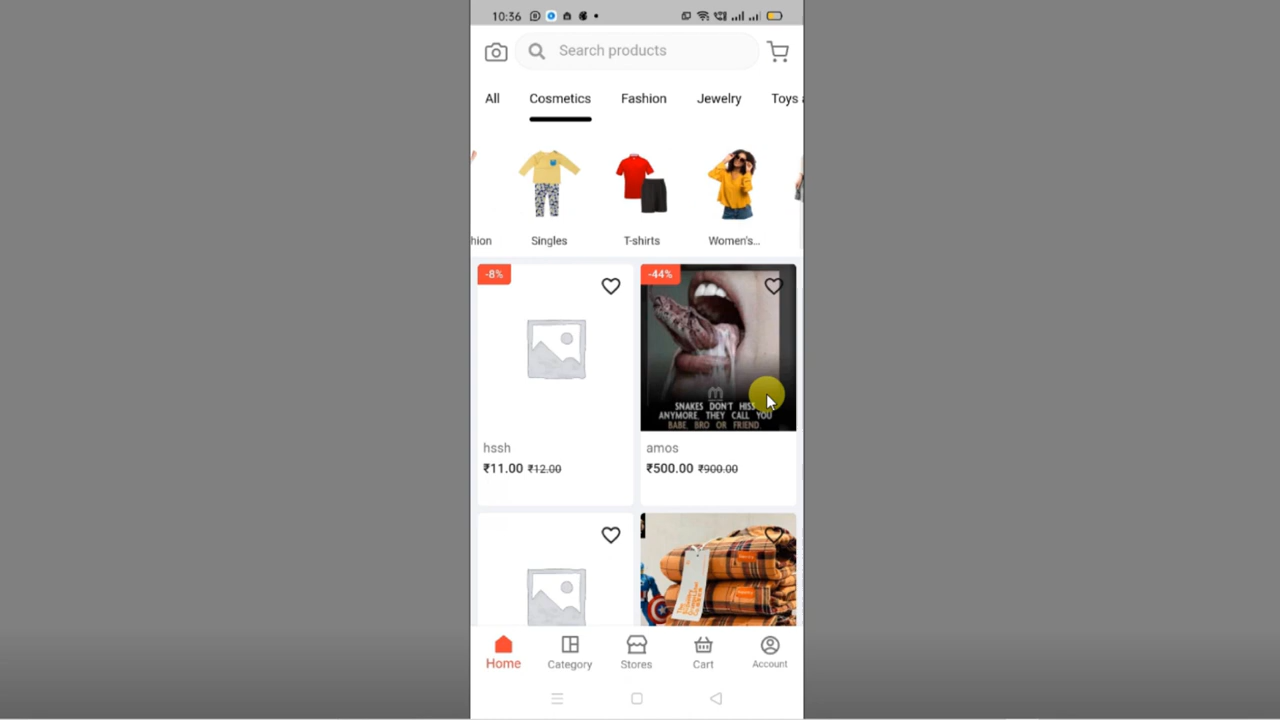 10:36
Search products
All Cosmetics Fashion Jewelry Toys
hion Singles T-shirts Women's...
-8% -44%
SNAKES DON'T HISS
ANYMORE, THEY CALL YOU
BABE, BRO OR FRIEND.
hssh amos
₹11.00 ₹12.00 ₹500.00 ₹900.00
Home Category Stores Cart Account